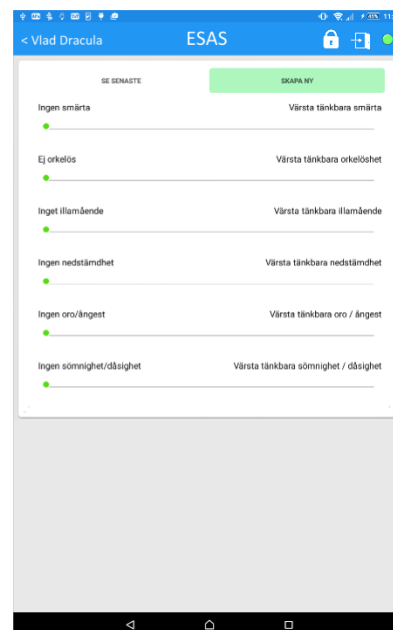 45% 11:
< Vlad Dracula ESAS
SE SENASTE SKAPA NY
Ingen smärta Värsta tänkbara smärta
Ej orkelös Värsta tänkbara orkelöshet
Inget illamående Värsta tänkbara illamående
Ingen nedstämdhet Värsta tänkbara nedstämdhet
Ingen oro/ångest Värsta tänkbara oro / ångest
Ingen sömnighet/dåsighet Värsta tänkbara sömnighet / dåsighet